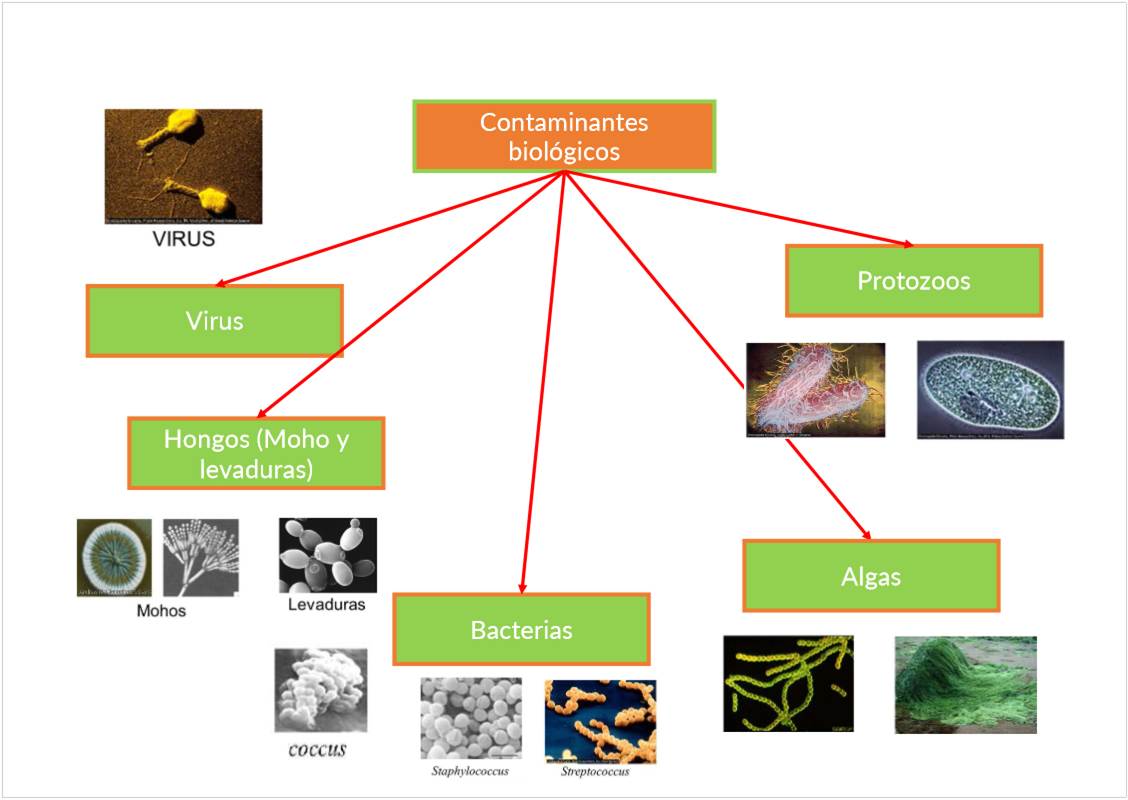 Contaminantes
biológicos
VIRUS
Virus
Protozoos
Hongos (Moho y
levaduras)
Mohos
Levaduras
Algas
Bacterias
coccus
Staphylococcus
Streptococcus